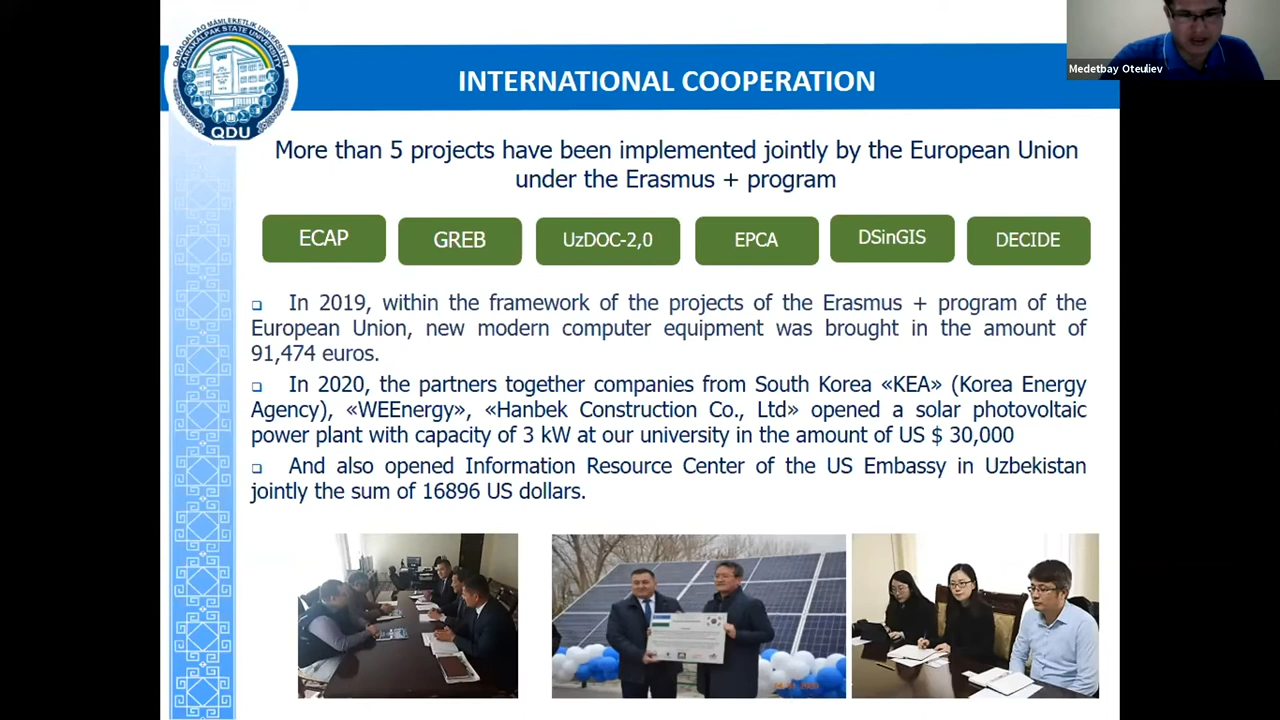 QARAQALPAQ MÁMLEKETLIK UNIVERSITETI
KARAKALPAK STATE UNIVERSITY
QDU
INTERNATIONAL COOPERATION
Medetbay Oteuliev
More than 5 projects have been implemented jointly by the European Union
under the Erasmus + program
ECAP
GREB
UzDOC-2,0
EPCA
DSinGIS
DECIDE
In 2019, within the framework of the projects of the Erasmus + program of the
European Union, new modern computer equipment was brought in the amount of
91,474 euros.
In 2020, the partners together companies from South Korea «KEA» (Korea Energy
Agency), «WEEnergy», «Hanbek Construction Co., Ltd» opened a solar photovoltaic
power plant with capacity of 3 kW at our university in the amount of US $ 30,000
And also opened Information Resource Center of the US Embassy in Uzbekistan
jointly the sum of 16896 US dollars.